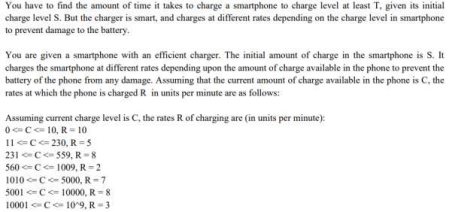 You have to find the amount of time it takes to charge a smartphone to charge level at least T, given its initial
charge level S. But the charger is smart, and charges at different rates depending on the charge level in smartphone
to prevent damage to the battery.
You are given a smartphone with an efficient charger. The initial amount of charge in the smartphone is S. It
charges the smartphone at different rates depending upon the amount of charge available in the phone to prevent the
battery of the phone from any damage. Assuming that the current amount of charge available in the phone is C, the
rates at which the phone is charged R in units per minute are as follows:
Assuming current charge level is C, the rates R of charging are (in units per minute):
0 <= C <= 10, R = 10
11 <= C <= 230, R = 5
231 <= C <= 559, R = 8
560 <= C <= 1009, R = 2
1010 <= C <= 5000, R = 7
5001 <= C <= 10000, R = 8
10001 <= C <= 10^9, R = 3